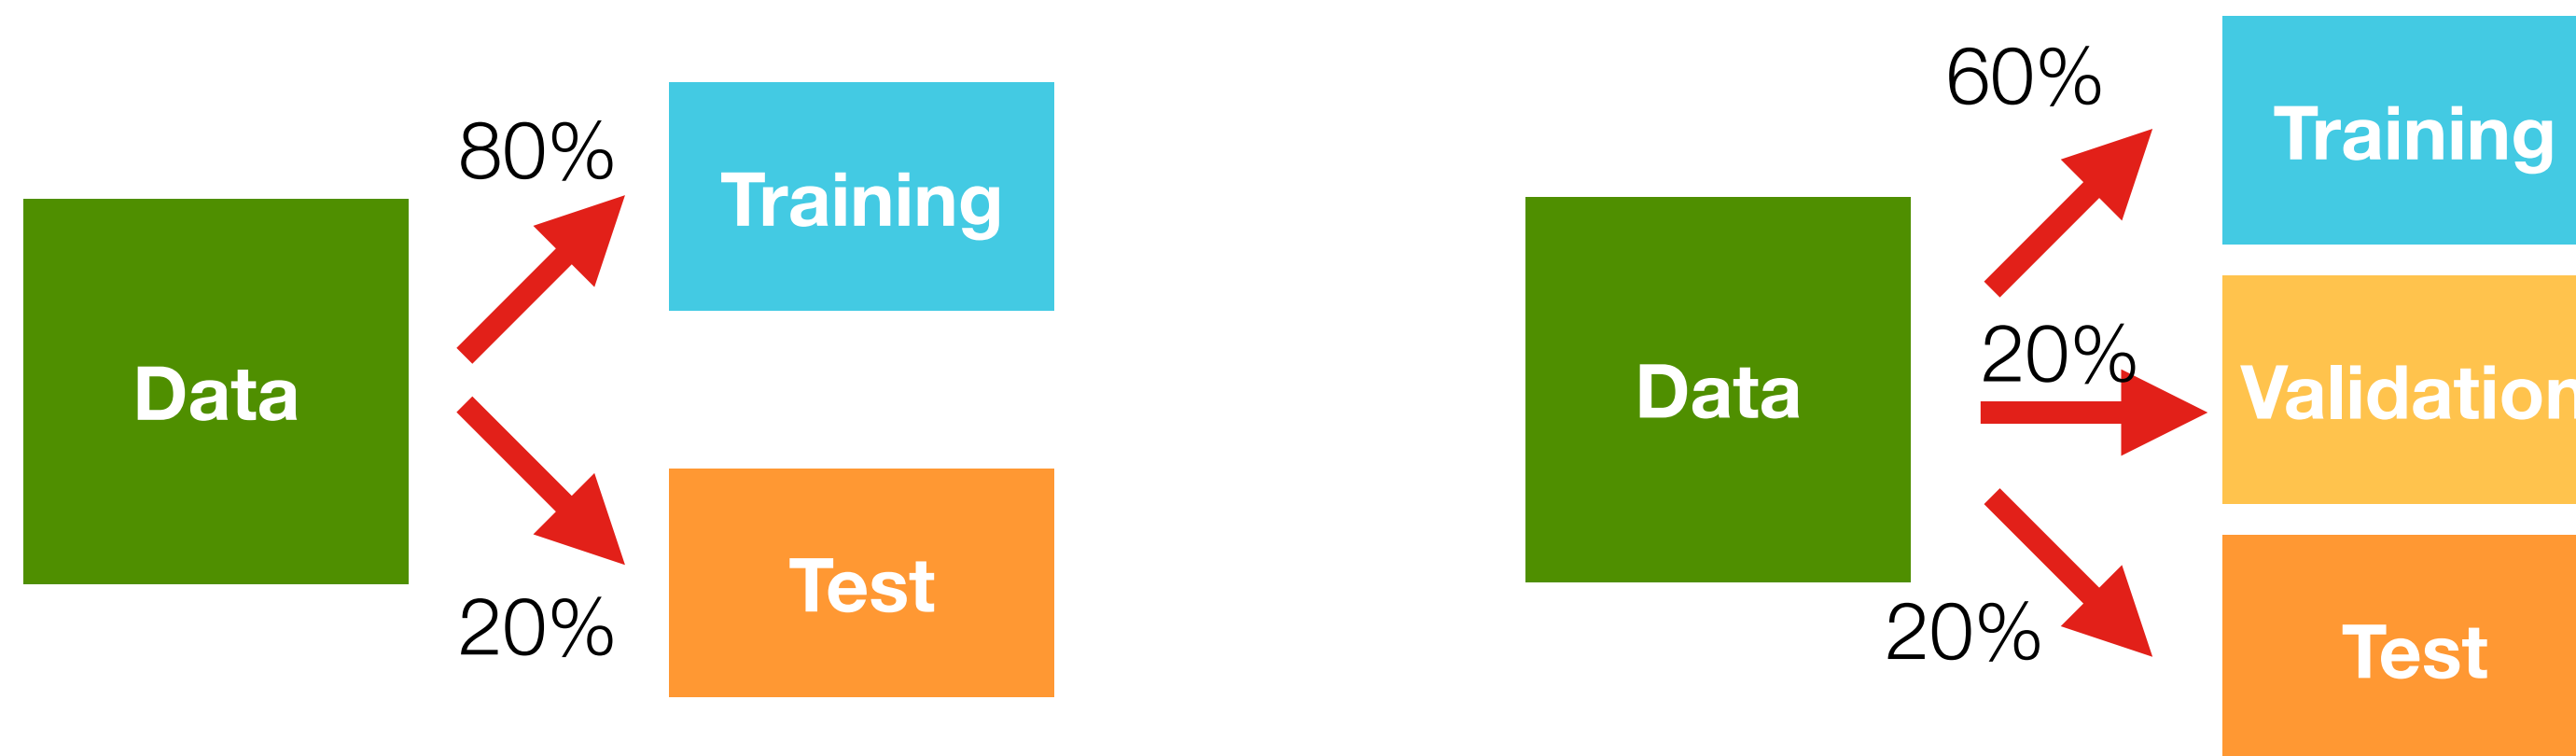 80%
Training
Data
Test
20%
60%
Training
20%
Data
Validation
20%
Test